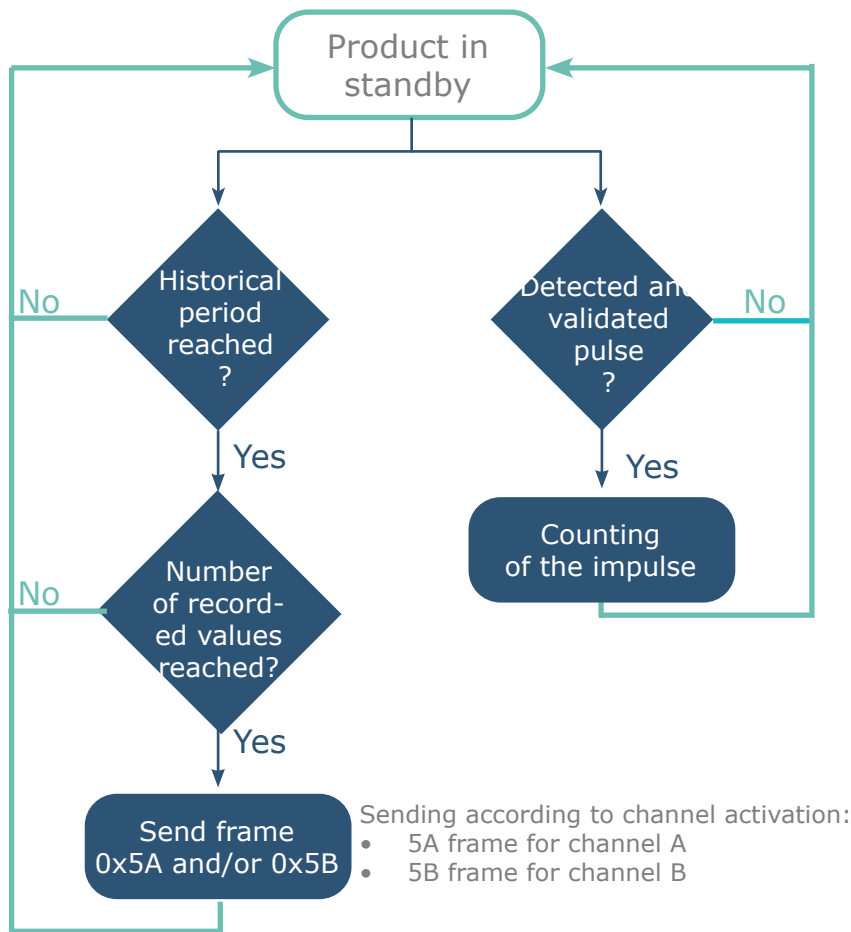 Product in
standby
Historical
period
reached
?
No
Detected and
validated
pulse
?
No
Yes
Yes
Number
of record-
ed values
reached?
No
Counting
of the impulse
Yes
Send frame
0x5A and/or 0x5B
Sending according to channel activation:
• 5A frame for channel A
• 5B frame for channel B